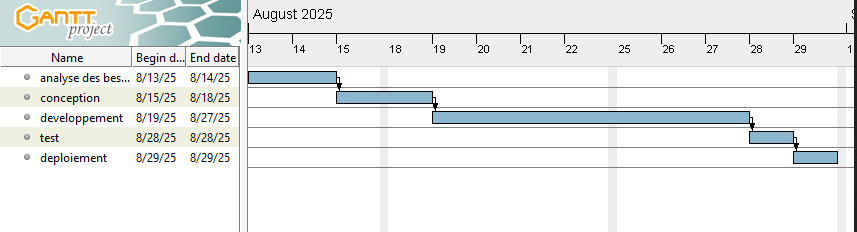 GANTT
project
August 2025
S
13 14 15 18 19 20 21 22 25 26 27 28 29 1
Name Begin d... End date
analyse des bes... 8/13/25 8/14/25
conception 8/15/25 8/18/25
developpement 8/19/25 8/27/25
test 8/28/25 8/28/25
deploiement 8/29/25 8/29/25